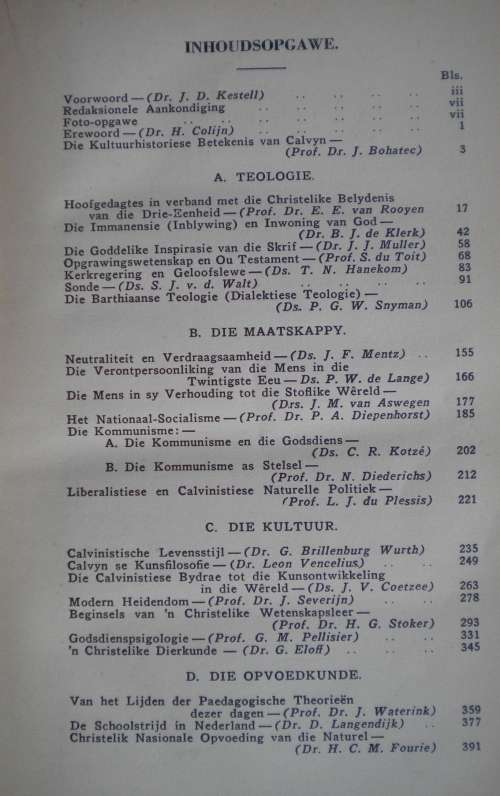 INHOUDSOPGAWE.
Bls.
Voorwoord—(Dr. J. D. Kestell) .. .. .. .. iii
Redaksionele Aankondiging .. .. .. .. vii
Foto-opgawe .. .. .. .. .. .. vii
Erewoord—(Dr. H. Colijn) .. .. .. .. .. 1
Die Kultuurhistoriese Betekenis van Calvyn—
(Prof. Dr. J. Bohatec) 3
A. TEOLOGIE.
Hoofgedagtes in verband met die Christelike Belydenis
van die Drie-Eenheid—(Prof. Dr. E. E. van Rooyen 17
Die Immanensie (Inblywing) en Inwoning van God—
(Dr. B. J. de Klerk) 42
Die Goddelike Inspirasie van die Skrif—(Dr. J. J. Muller) 58
Opgrawingswetenskap en Ou Testament—(Prof. S. du Toit) 68
Kerkregering en Geloofslewe—(Ds. T. N. Hanekom) 83
Sonde—(Ds. S. J. v. d. Walt) .. .. .. .. 91
Die Barthiaanse Teologie (Dialektiese Teologie)—
(Ds. P. G. W. Snyman) 106
B. DIE MAATSKAPPY.
Neutraliteit en Verdraagsaamheid—(Ds. J. F. Mentz) .. 155
Die Verontpersoonliking van die Mens in die
Twintigste Eeu—Ds. P. W. de Lange) 166
Die Mens in sy Verhouding tot die Stoflike Wêreld—
(Drs. J. M. van Aswegen 177
Het Nationaal-Socialisme—(Prof. Dr. P. A. Diepenhorst) 185
Die Kommunisme:—
A. Die Kommunisme en die Godsdiens—
(Ds. C. R. Kotzé) 202
B. Die Kommunisme as Stelsel—
(Prof. Dr. N. Diederichs) 212
Liberalistiese en Calvinistiese Naturelle Politiek—
(Prof. L. J. du Plessis) 221
C. DIE KULTUUR.
Calvinistische Levensstijl—(Dr. G. Brillenburg Wurth) 235
Calvyn se Kunsfilosofie—(Dr. Leon Vencelius) .. .. 249
Die Calvinistiese Bydrae tot die Kunsontwikkeling
in die Wêreld—(Ds. J. V. Coetzee) 263
Modern Heidendom—(Prof. Dr. J. Severijn) .. .. 278
Beginsels van 'n Christelike Wetenskapsleer—
(Prof. Dr. H. G. Stoker) 293
Godsdienspsigologie—(Prof. G. M. Pellisier) .. .. 331
'n Christelike Dierkunde—(Dr. G. Eloff) .. .. .. 345
D. DIE OPVOEDKUNDE.
Van het Lijden der Paedagogische Theorieën
dezer dagen—(Prof. Dr. J. Waterink) 359
De Schoolstrijd in Nederland—(Dr. D. Langendijk) .. 377
Christelik Nasionale Opvoeding van die Naturel—
(Dr. H. C. M. Fourie) 391